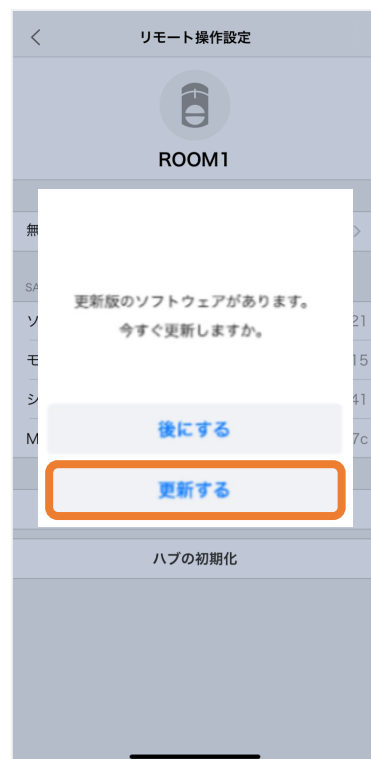 リモート操作設定
ROOM1
無
SA
更新版のソフトウェアがあります。
今すぐ更新しますか。
ソ
21
モ
15
シ
41
M
7c
後にする
更新する
ハブの初期化